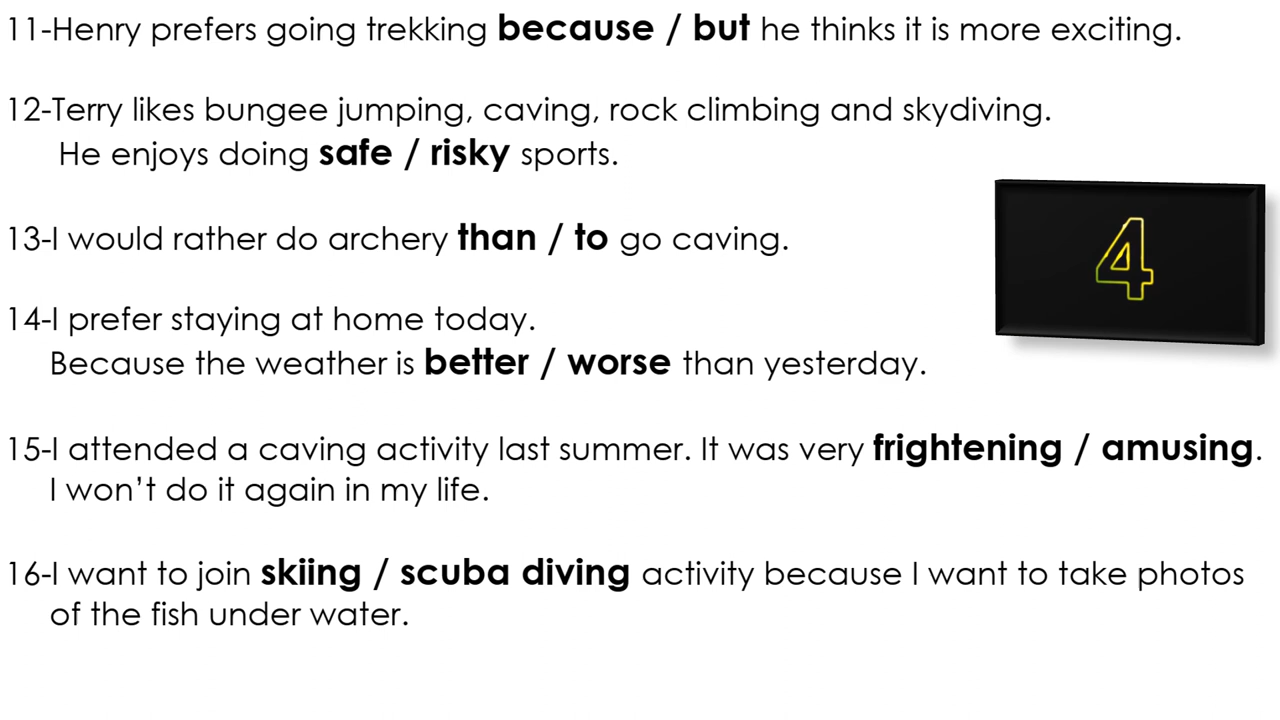 11-Henry prefers going trekking because / but he thinks it is more exciting.
12-Terry likes bungee jumping, caving, rock climbing and skydiving.
He enjoys doing safe / risky sports.
13-I would rather do archery than / to go caving.
4
14-I prefer staying at home today.
Because the weather is better / worse than yesterday.
15-I attended a caving activity last summer. It was very frightening / amusing.
I won’t do it again in my life.
16-I want to join skiing / scuba diving activity because I want to take photos
of the fish under water.